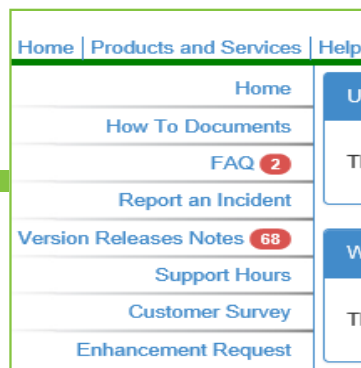 Home | Products and Services | Help
Home
How To Documents
FAQ 2
Report an Incident
Version Releases Notes 68
Support Hours
Customer Survey
Enhancement Request